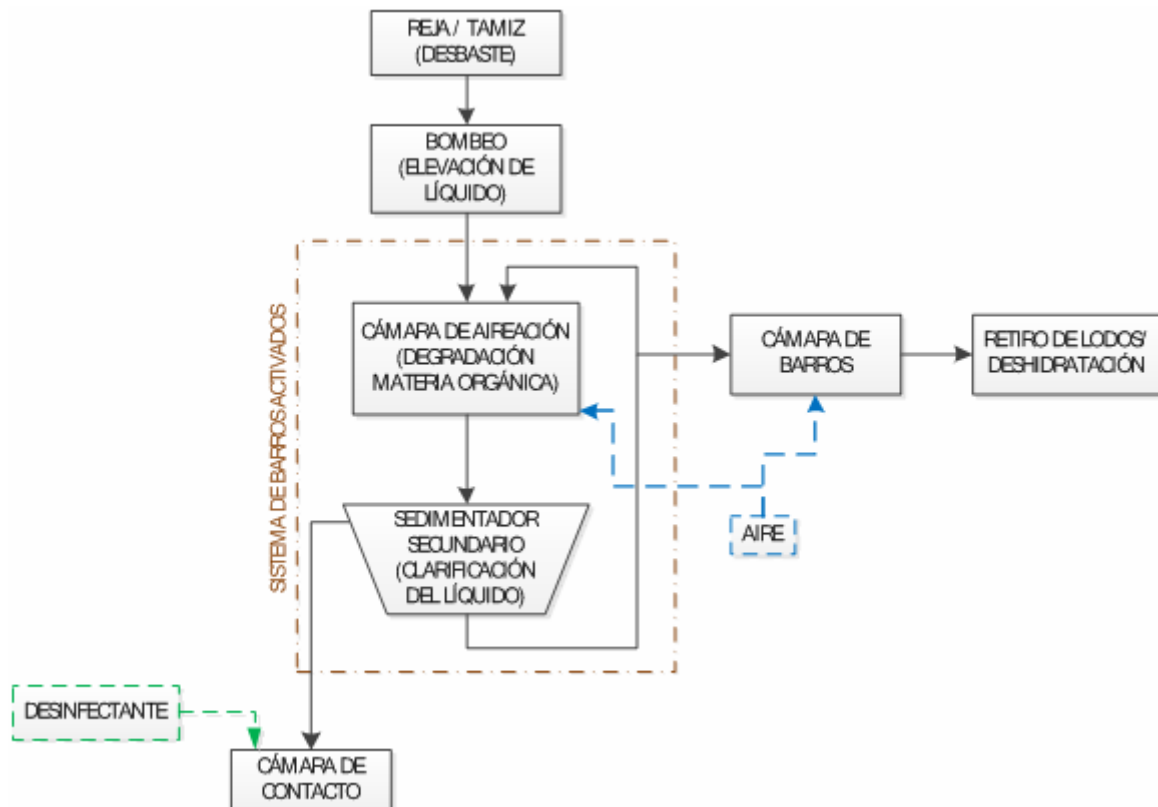 REJA / TAMIZ
(DESBASTE)
BOMBEO
(ELEVACIÓN DE
LÍQUIDO)
SISTEMA DE BARROS ACTIVADOS
CÁMARA DE AIREACIÓN
(DEGRADACIÓN
MATERIA ORGÁNICA)
CÁMARA DE
BARROS
RETIRO DE LODOS/
DESHIDRATACIÓN
SEDIMENTADOR
SECUNDARIO
(CLARIFICACIÓN
DEL LÍQUIDO)
AIRE
DESINFECTANTE
CÁMARA DE
CONTACTO